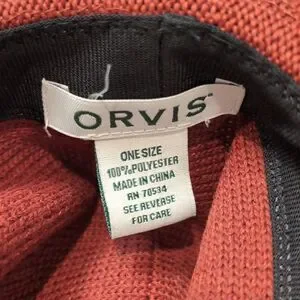 ORVIS
ONE SIZE
100% POLYESTER
MADE IN CHINA
RN 70534
SEE REVERSE
FOR CARE